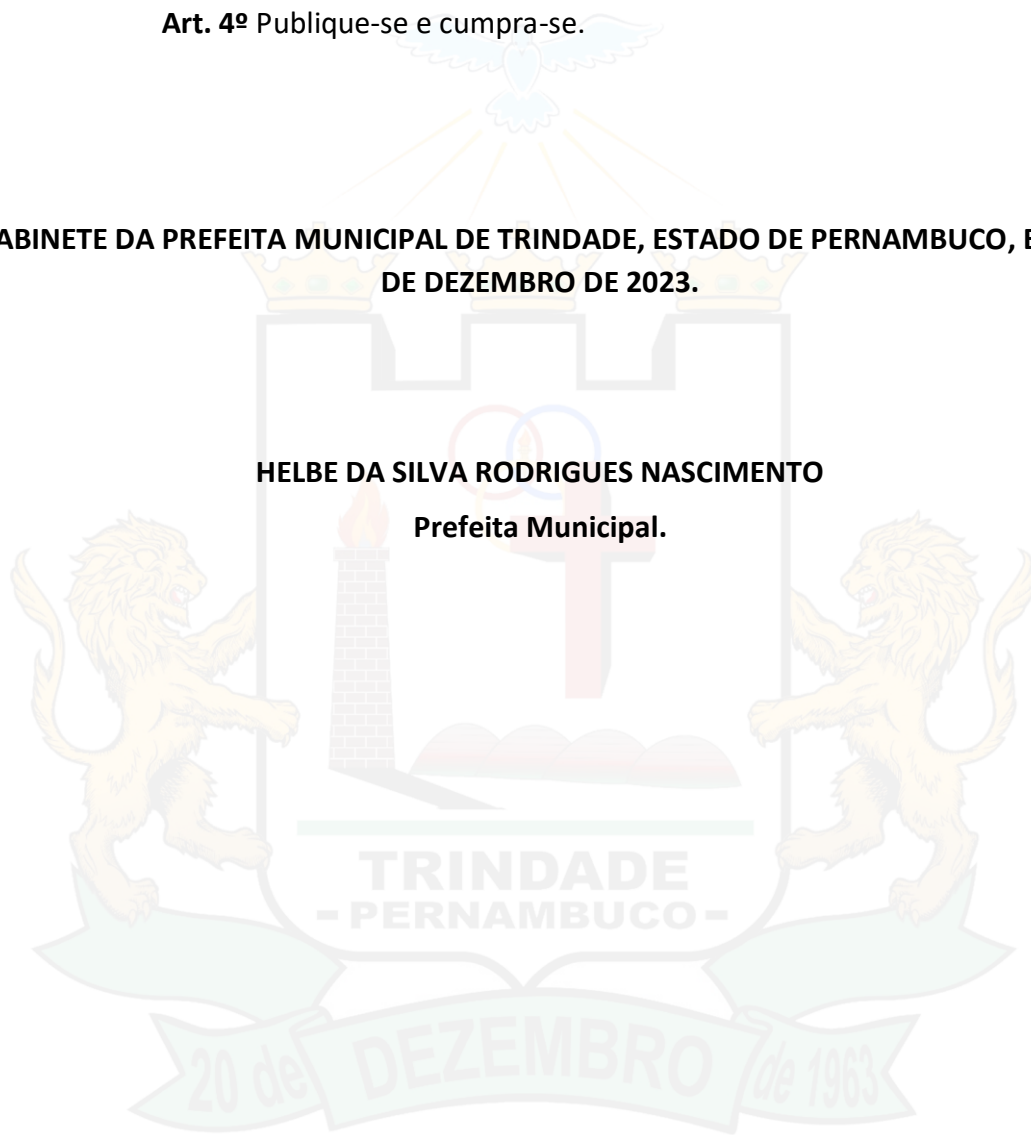 Art. 4º Publique-se e cumpra-se.
ABINETE DA PREFEITA MUNICIPAL DE TRINDADE, ESTADO DE PERNAMBUCO, E
DE DEZEMBRO DE 2023.
HELBE DA SILVA RODRIGUES NASCIMENTO
Prefeita Municipal.
TRINDADE
- PERNAMBUCO -
20 de DEZEMBRO de 1963